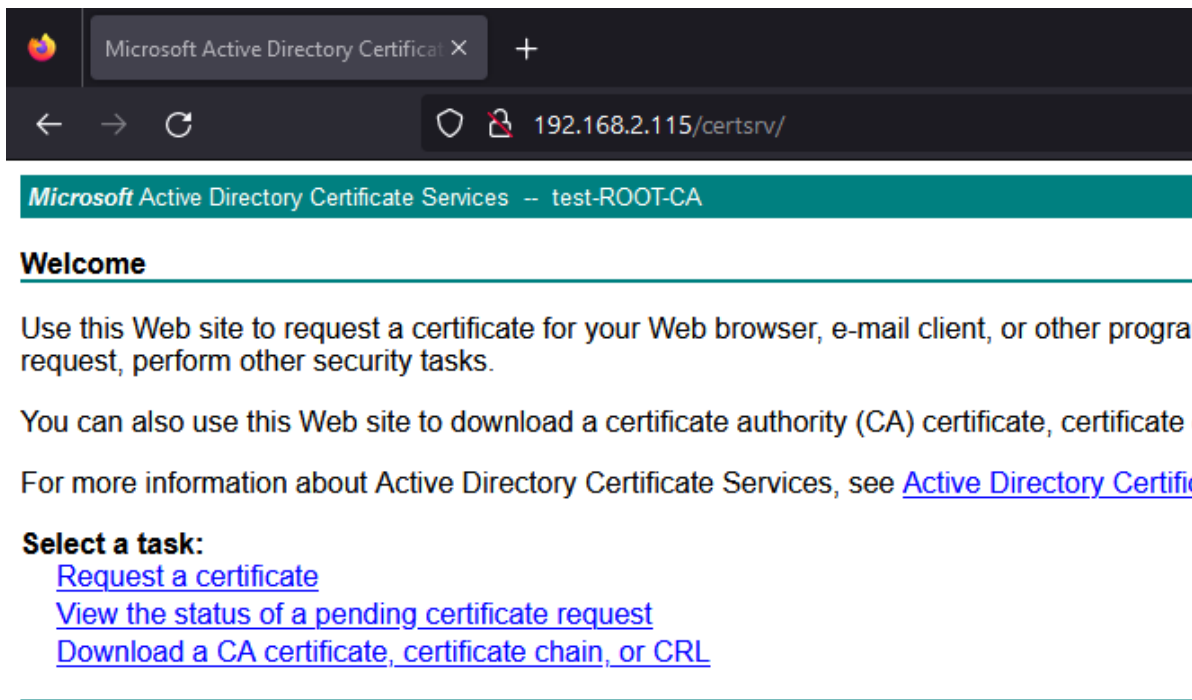 Microsoft Active Directory Certificat
192.168.2.115/certsrv/
Microsoft Active Directory Certificate Services -- test-ROOT-CA
Welcome
Use this Web site to request a certificate for your Web browser, e-mail client, or other progra
request, perform other security tasks.
You can also use this Web site to download a certificate authority (CA) certificate, certificate
For more information about Active Directory Certificate Services, see Active Directory Certific
Select a task:
Request a certificate
View the status of a pending certificate request
Download a CA certificate, certificate chain, or CRL